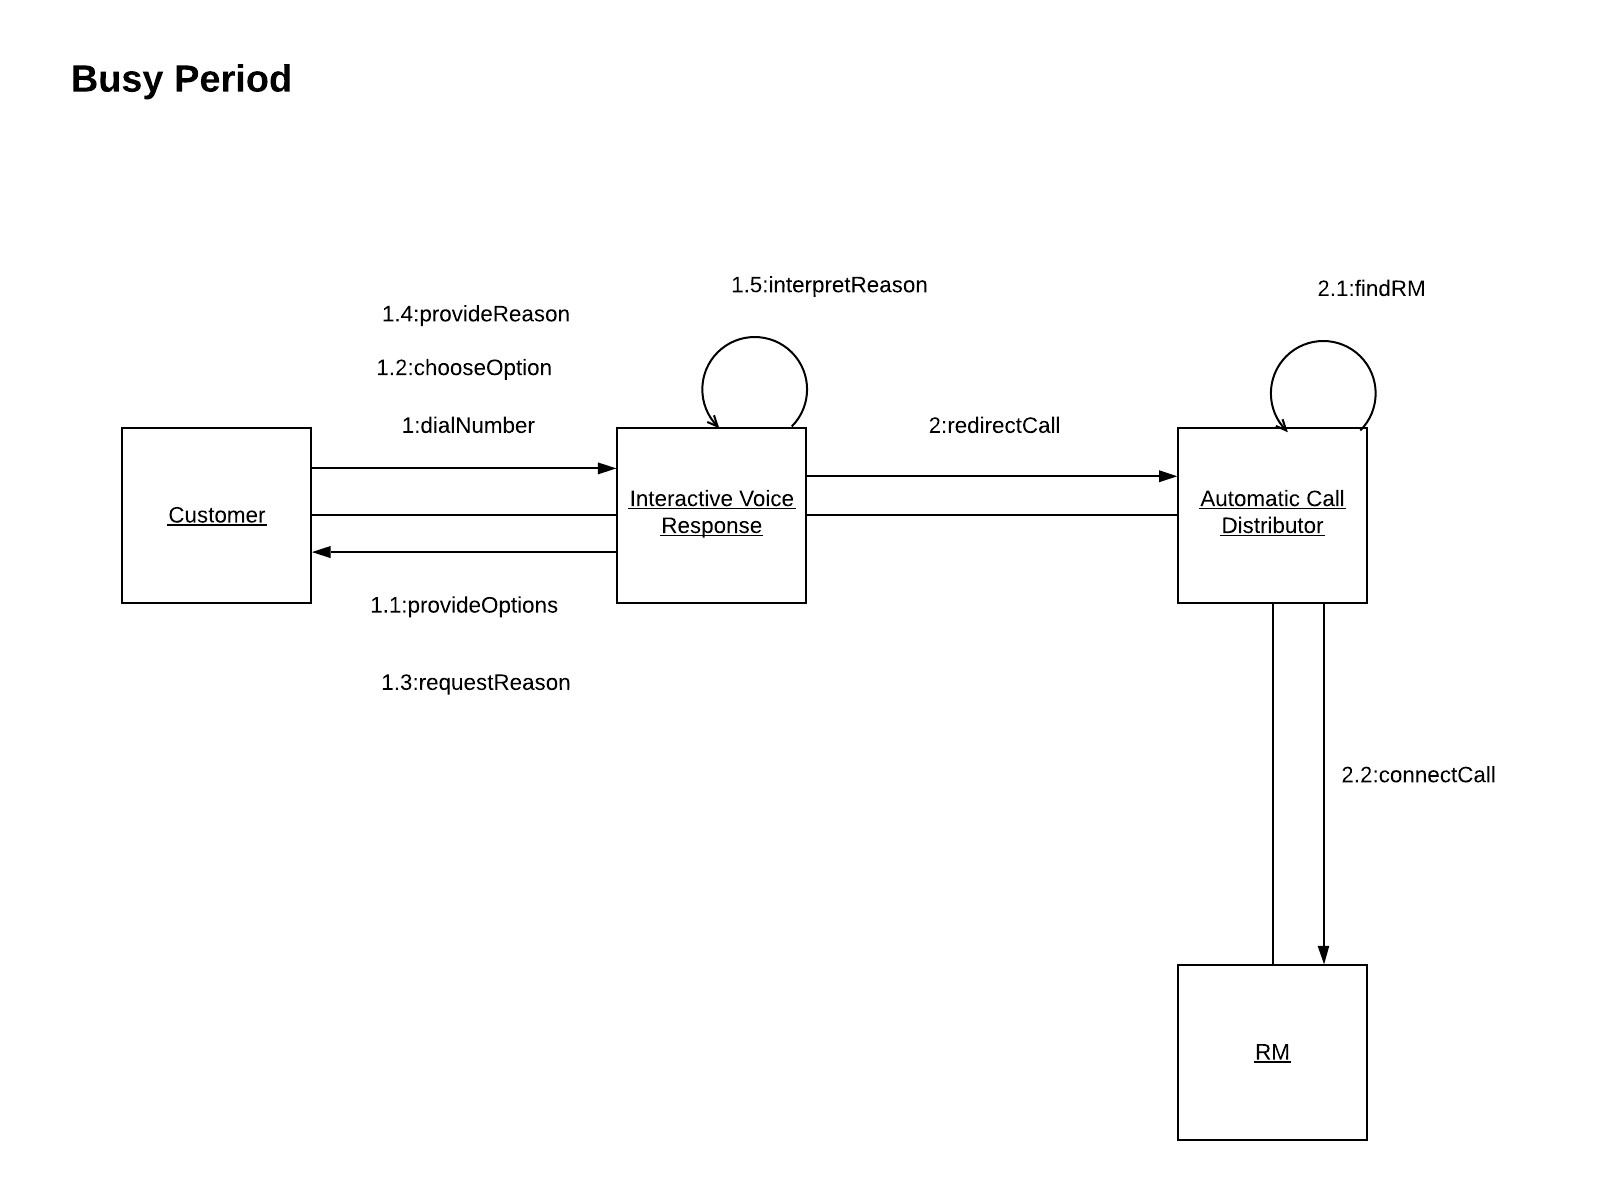 Busy Period
1.5:interpretReason
2.1:findRM
1.4:provideReason
1.2:chooseOption
1:dialNumber
2:redirectCall
Customer
Interactive Voice
Response
Automatic Call
Distributor
1.1:provideOptions
1.3:requestReason
2.2:connectCall
RM